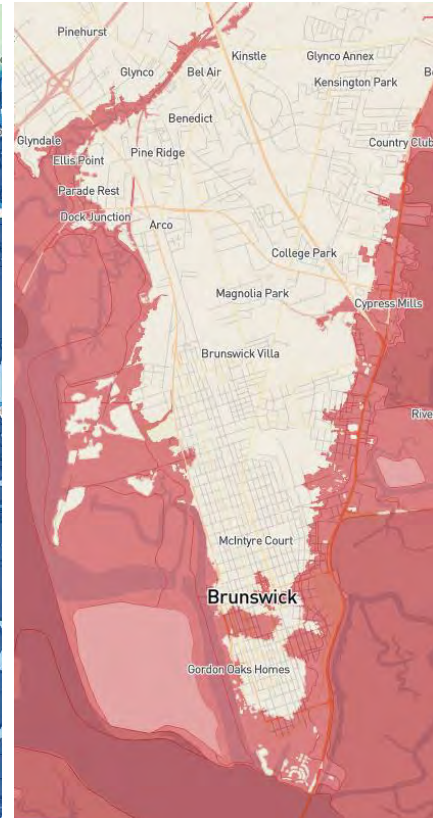 Pinehurst
Kinstle
Glynco Annex
Glynco
Bel Air
Kensington Park
Benedict
Glyndale
Country Club
Pine Ridge
Ellis Point
Parade Rest
Dock Junction
Arco
College Park
Magnolia Park
Cypress Mills
Brunswick Villa
McIntyre Court
Brunswick
Gordon Oaks Homes